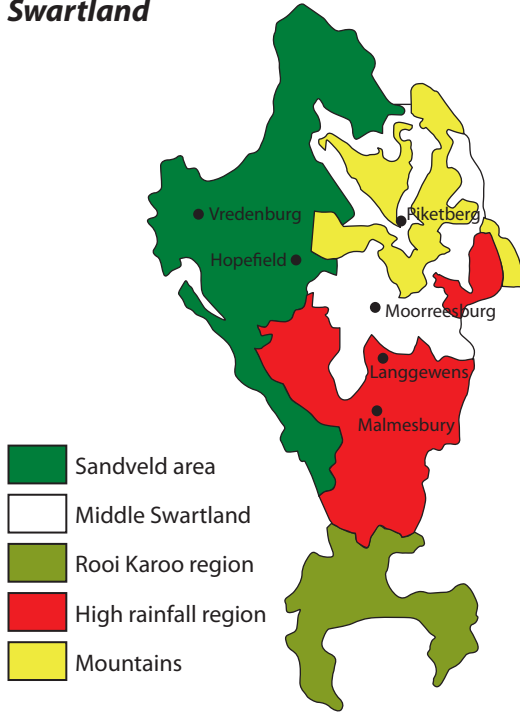 Swartland
Vredenburg
Piketberg
Hopefield
Moorreesburg
Langgewens
Malmesbury
Sandveld area
Middle Swartland
Rooi Karoo region
High rainfall region
Mountains